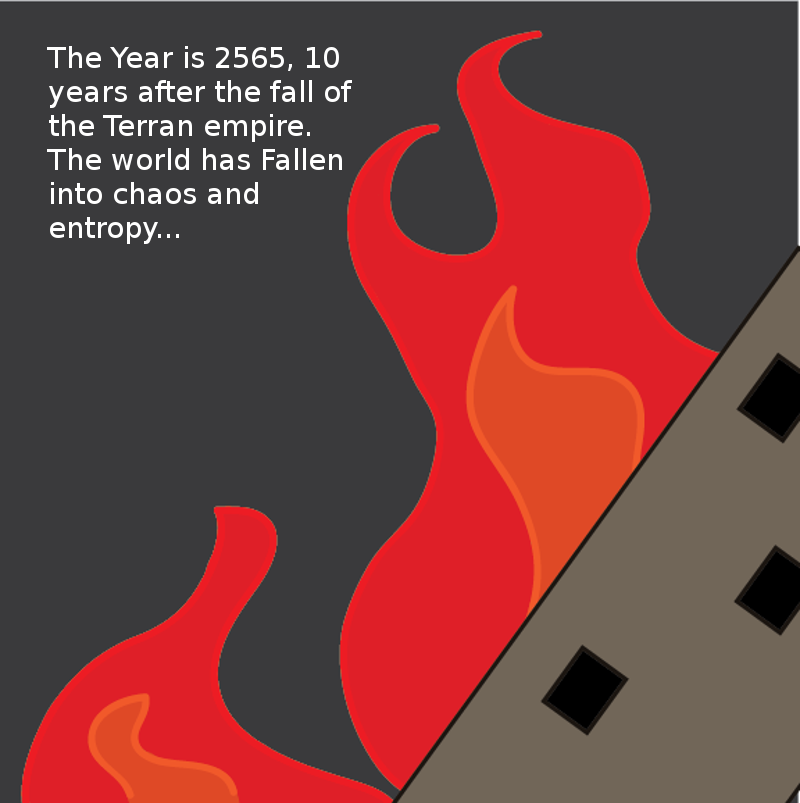 The Year is 2565, 10
years after the fall of
the Terran empire.
The world has Fallen
into chaos and
entropy...